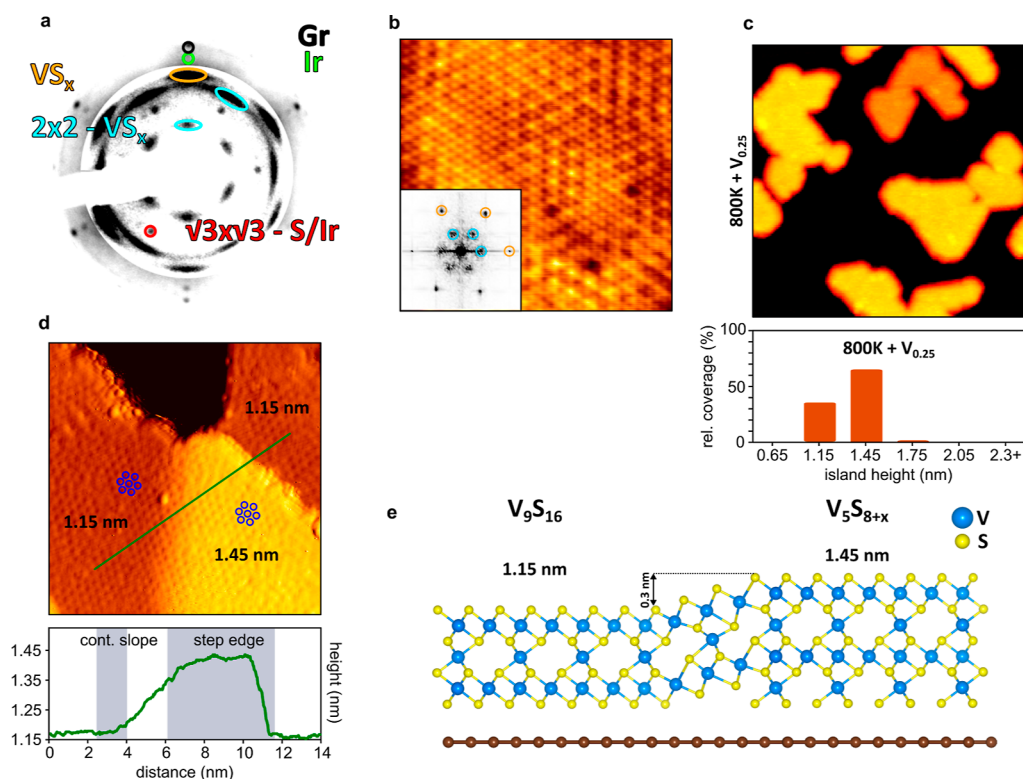 a
Gr
Ir
VSx
2x2 - VSx
√3x√3 - S/Ir
b
c
800K + V0.25
rel. coverage (%)
100
50
0
800K + V0.25
0.65 1.15 1.45 1.75 2.05 2.3+
island height (nm)
d
1.15 nm
1.15 nm
1.45 nm
cont. slope
step edge
1.45
1.35
1.25
1.15
height (nm)
0 2 4 6 8 10 12 14
distance (nm)
e
V9S16
V5S8+x
V
S
1.15 nm
1.45 nm
0.3 nm